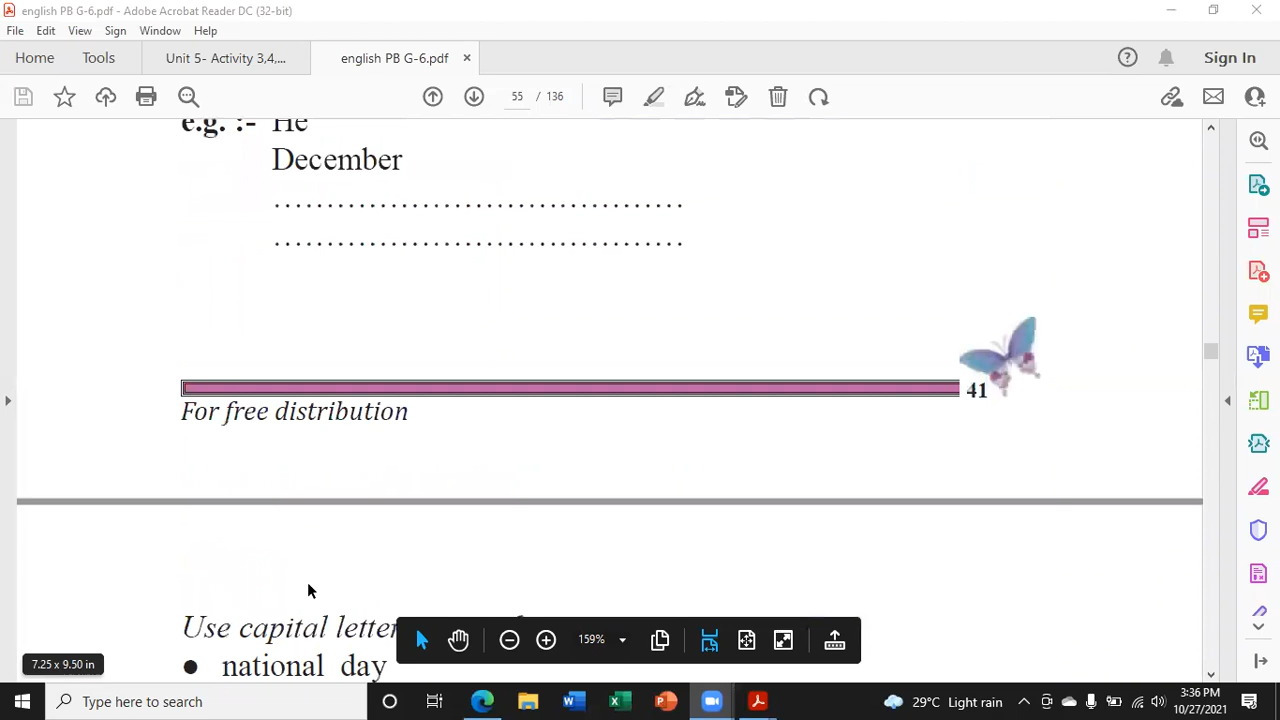 english PB G-6.pdf - Adobe Acrobat Reader DC (32-bit)
File Edit View Sign Window Help
Home Tools Unit 5- Activity 3,4,... english PB G-6.pdf × Sign In
55 / 136
e.g. :- He
December
.......................................
.......................................
41
For free distribution
Use capital letter
• national day
159%
7.25 x 9.50 in
Type here to search
29°C Light rain
3:36 PM
10/27/2021